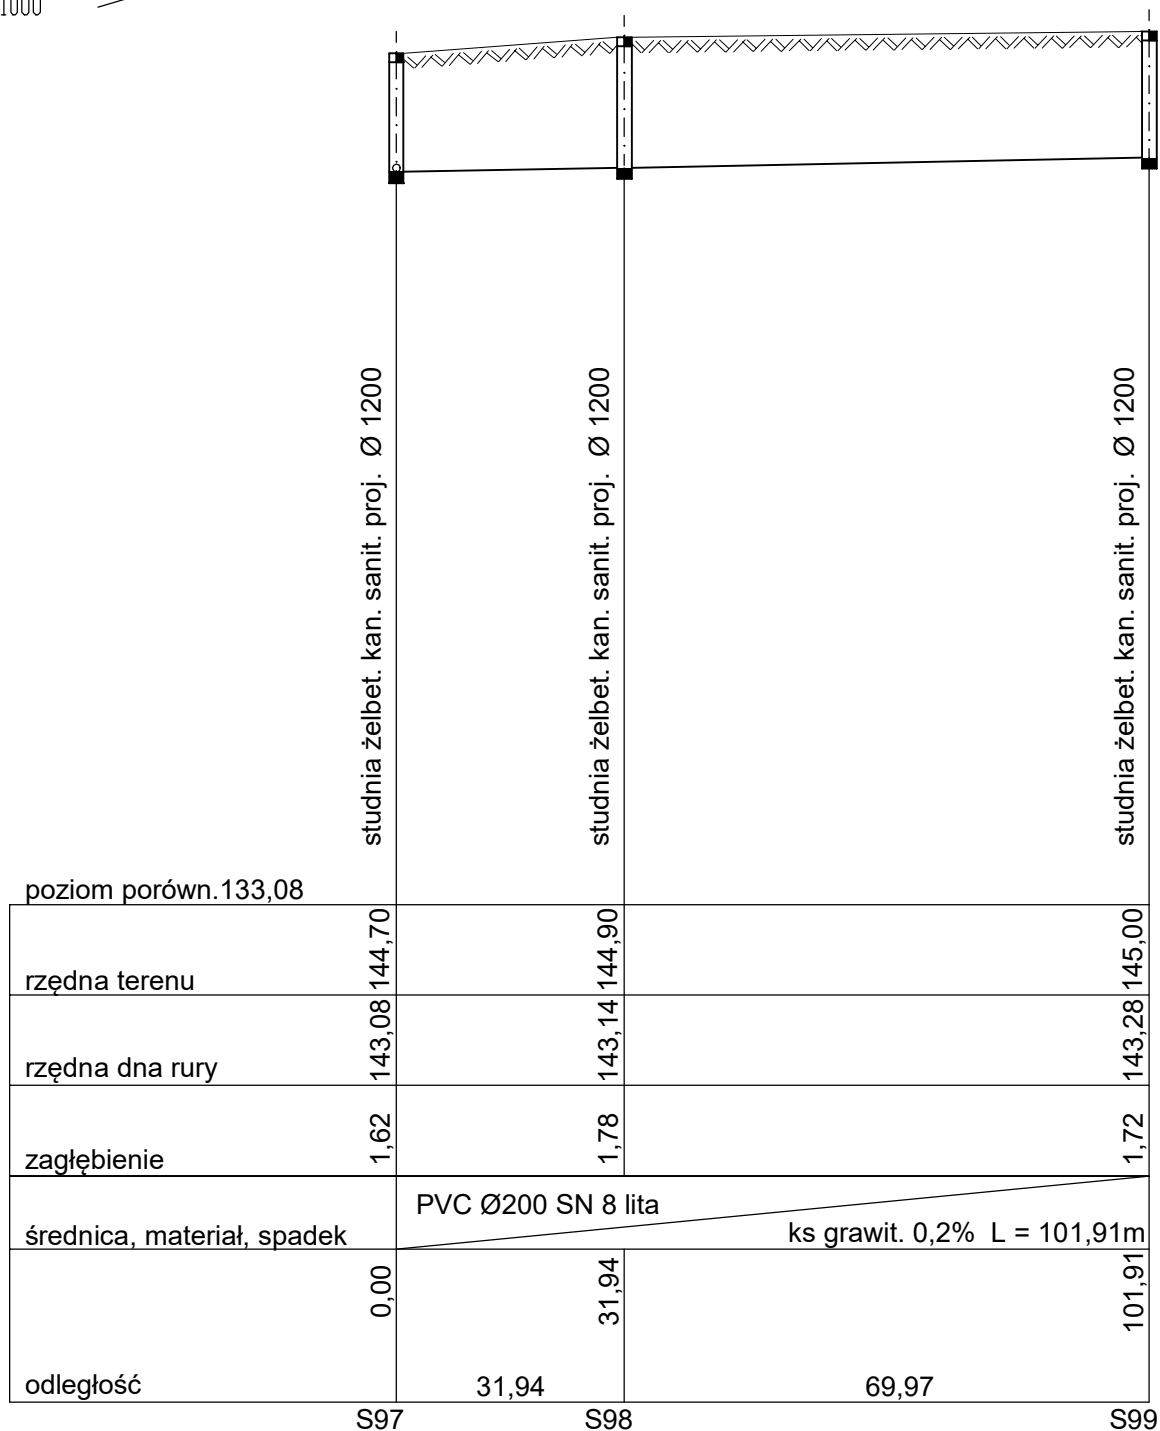 1000
studnia żelbet. kan. sanit. proj. Ø 1200
studnia żelbet. kan. sanit. proj. Ø 1200
studnia żelbet. kan. sanit. proj. Ø 1200
poziom porówn.133,08
rzędna terenu 144,70 144,90 145,00
rzędna dna rury 143,08 143,14 143,28
zagłębienie 1,62 1,78 1,72
PVC Ø200 SN 8 lita
średnica, materiał, spadek ks grawit. 0,2% L = 101,91m
0,00 31,94 101,91
odległość 31,94 69,97
S97 S98 S99